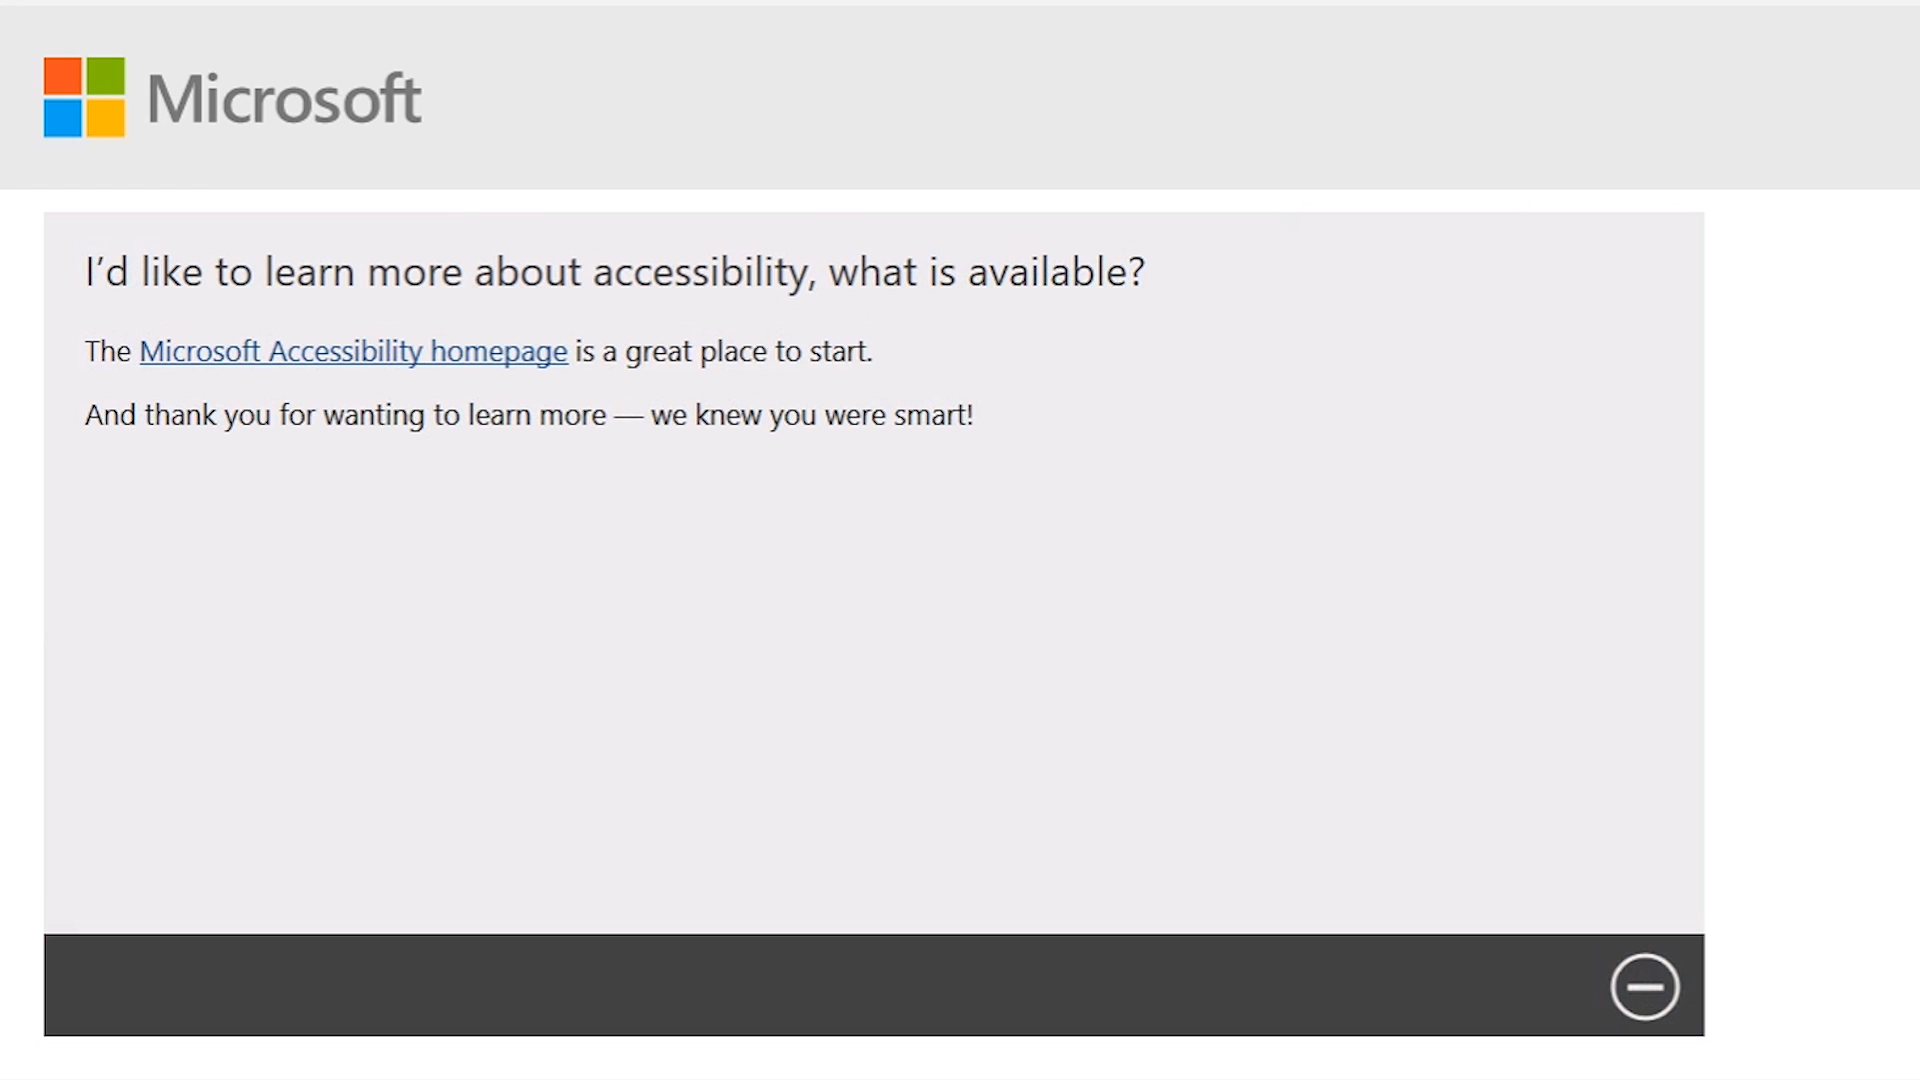 Microsoft
I’d like to learn more about accessibility, what is available?
The Microsoft Accessibility homepage is a great place to start.
And thank you for wanting to learn more — we knew you were smart!